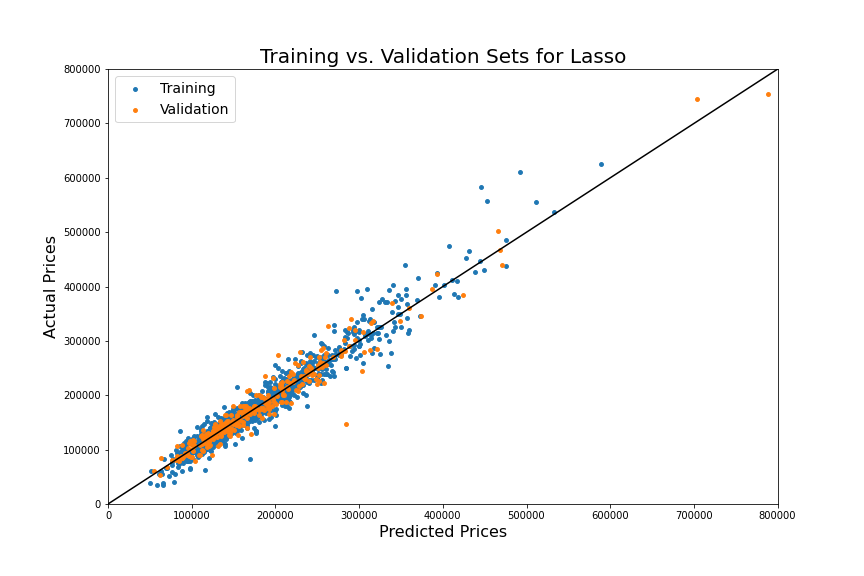 Training vs. Validation Sets for Lasso
Training
Validation
Actual Prices
800000
700000
600000
500000
400000
300000
200000
100000
0
0 100000 200000 300000 400000 500000 600000 700000 800000
Predicted Prices